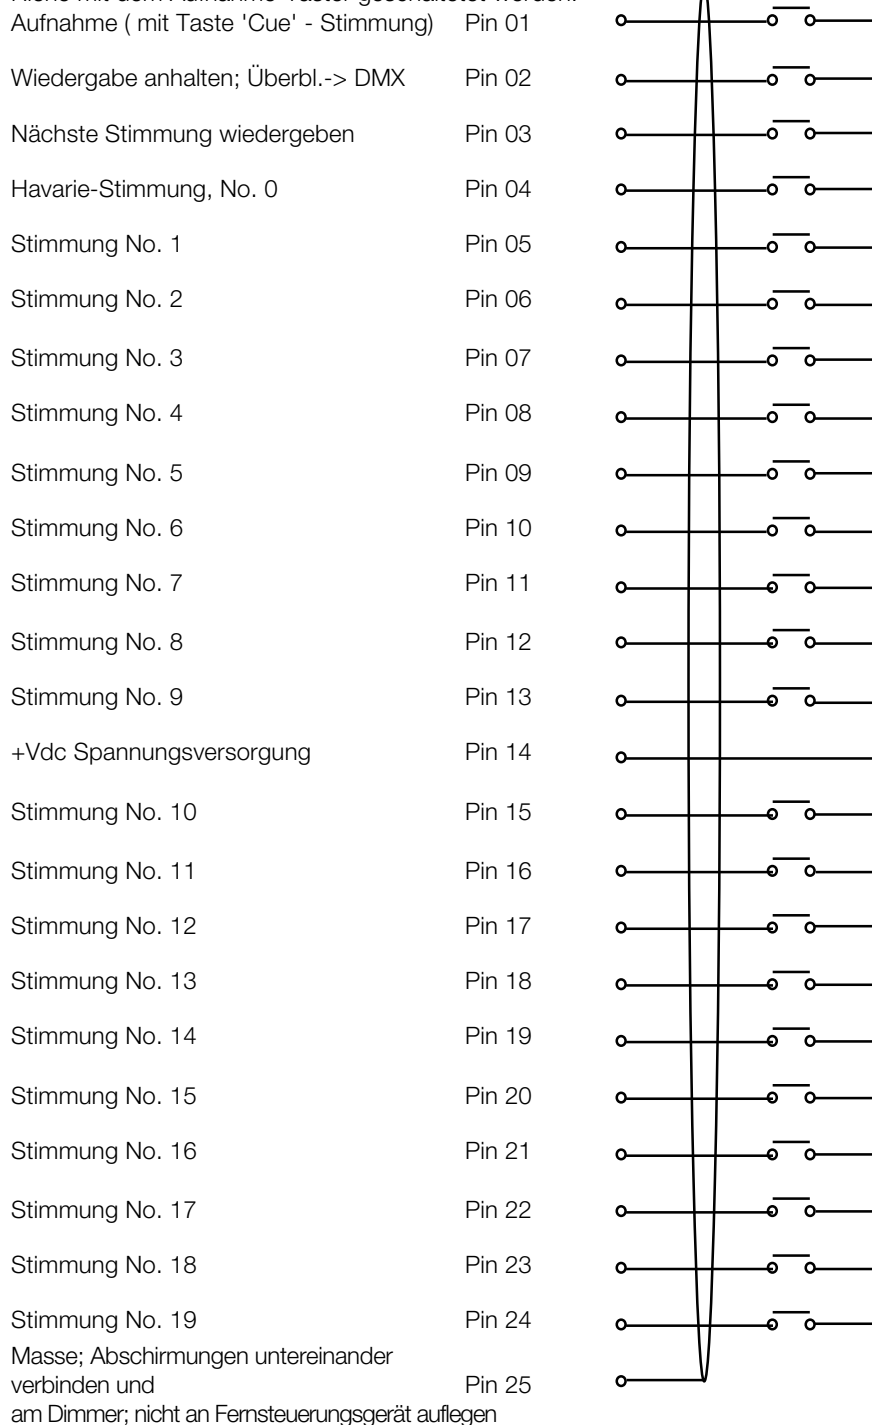 Aufnahme ( mit Taste 'Cue' - Stimmung) Pin 01
Wiedergabe anhalten; Überbl.-> DMX Pin 02
Nächste Stimmung wiedergeben Pin 03
Havarie-Stimmung, No. 0 Pin 04
Stimmung No. 1 Pin 05
Stimmung No. 2 Pin 06
Stimmung No. 3 Pin 07
Stimmung No. 4 Pin 08
Stimmung No. 5 Pin 09
Stimmung No. 6 Pin 10
Stimmung No. 7 Pin 11
Stimmung No. 8 Pin 12
Stimmung No. 9 Pin 13
+Vdc Spannungsversorgung Pin 14
Stimmung No. 10 Pin 15
Stimmung No. 11 Pin 16
Stimmung No. 12 Pin 17
Stimmung No. 13 Pin 18
Stimmung No. 14 Pin 19
Stimmung No. 15 Pin 20
Stimmung No. 16 Pin 21
Stimmung No. 17 Pin 22
Stimmung No. 18 Pin 23
Stimmung No. 19 Pin 24
Masse; Abschirmungen untereinander
verbinden und Pin 25
am Dimmer; nicht an Fernsteuerungsgerät auflegen